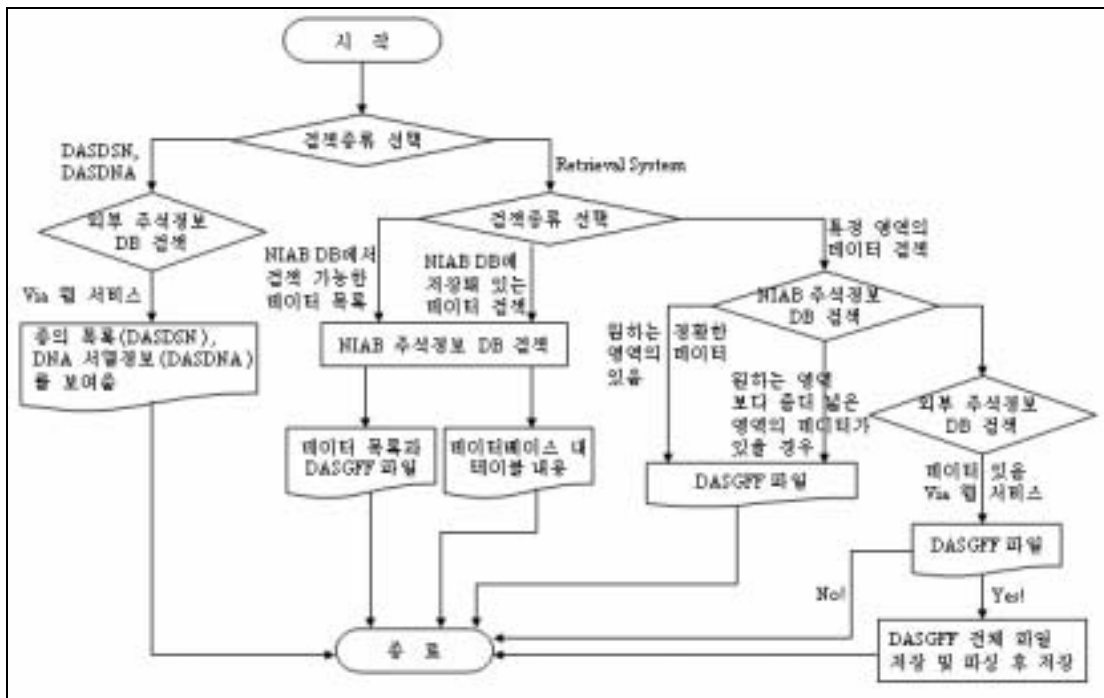 시 작
검색종류 선택
DASDSN,
DASDNA
Retrieval System
외부 주석정보
DB 검색
검색종류 선택
특정 영역의
데이터 검색
NIAB DB에서
검색 가능한
데이터 목록
NIAB DB에
저장돼 있는
데이터 검색
Via 웹 서비스
NIAB 주석정보
DB 검색
종의 목록(DASDSN),
DNA 서열정보(DASDNA)
를 보여줌
NIAB 주석정보 DB 검색
원하는 정확한
영역의 데이터
있음
원하는 영역
보다 좀더 넓은
영역의 데이터가
있을 경우
외부 주석정보
DB 검색
데이터 목록과
DASGFF 파일
데이터베이스 내
테이블 내용
DASGFF 파일
데이터 있음
Via 웹 서비스
DASGFF 파일
No!
Yes!
종 료
DASGFF 전체 파일
저장 및 파싱 후 저장